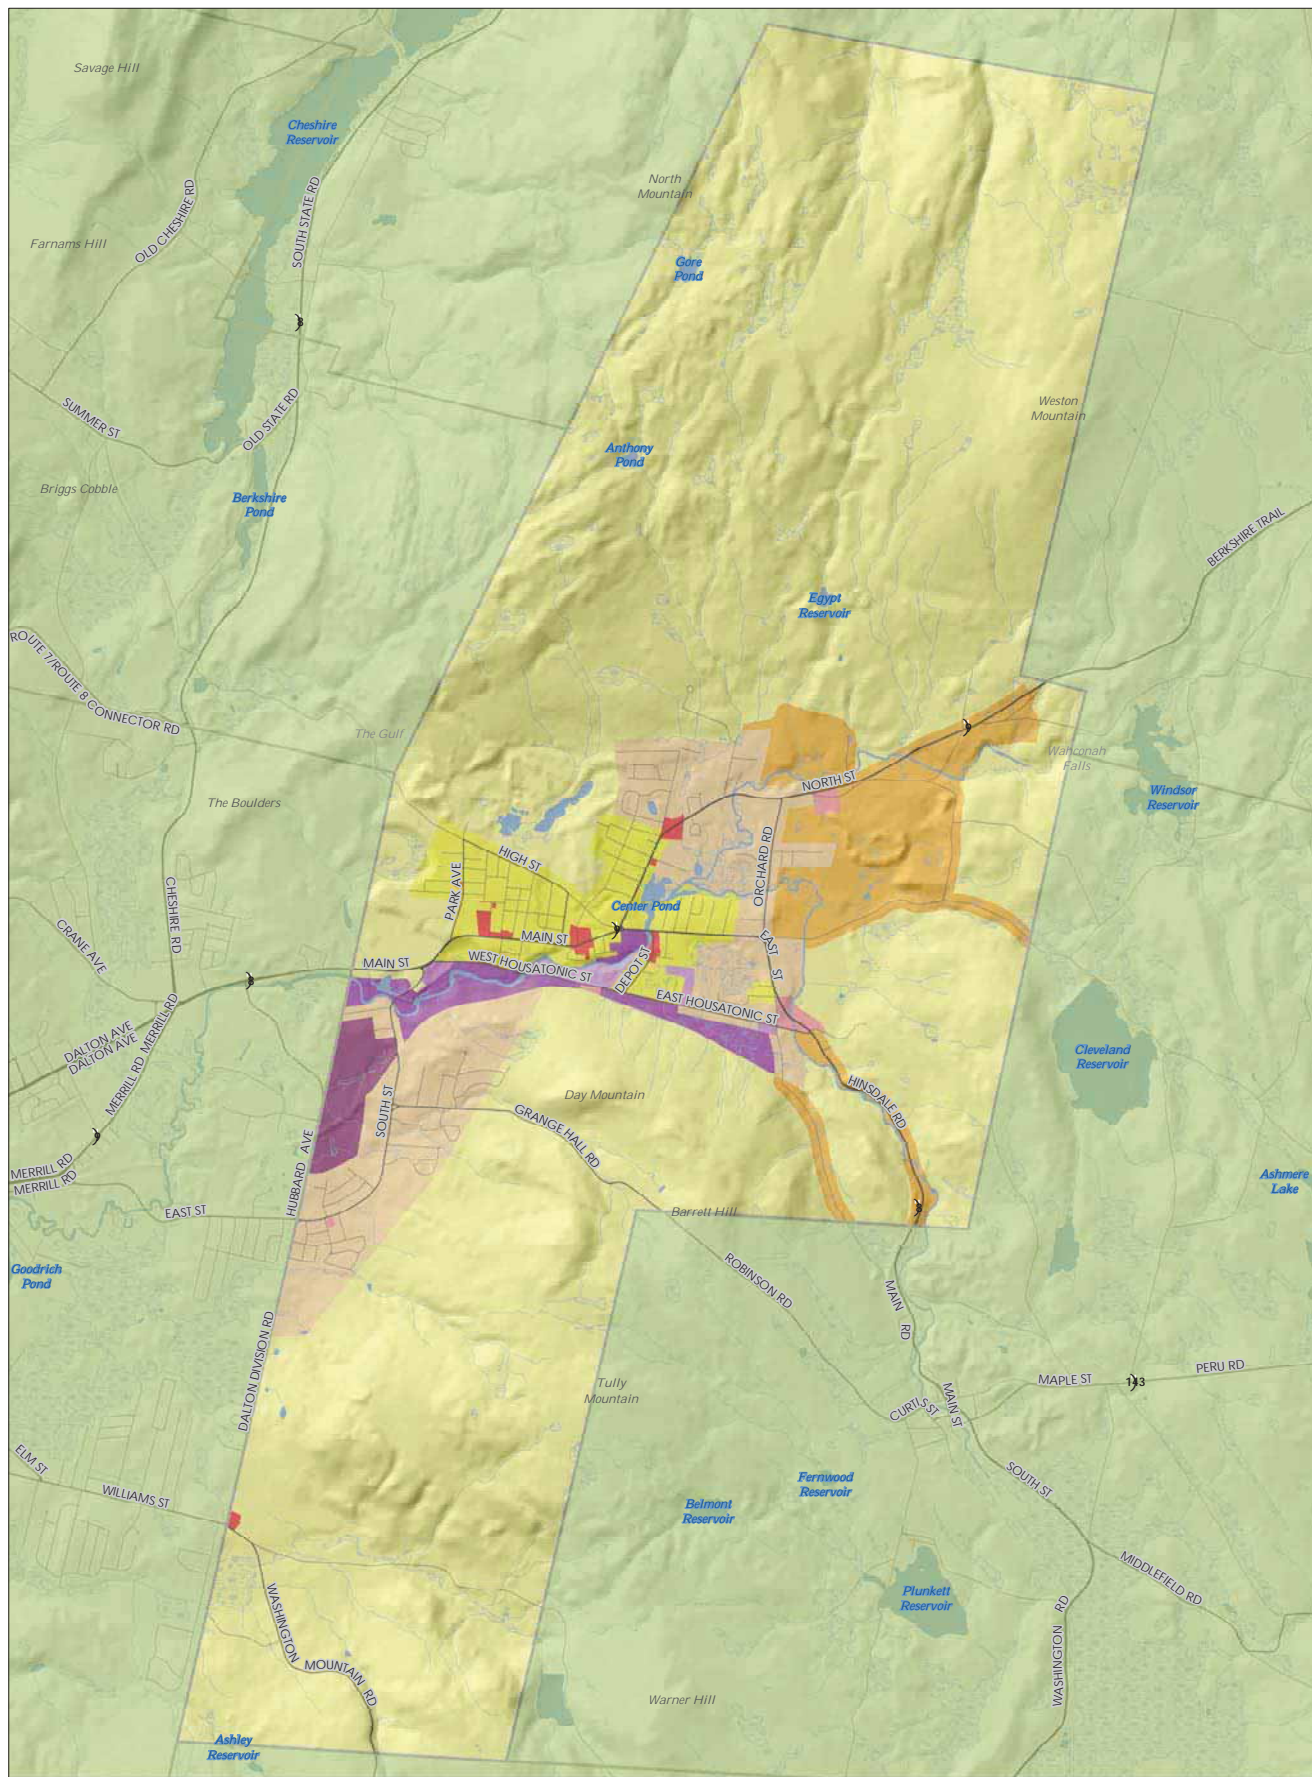 Savage Hill
Cheshire
Reservoir
North
Mountain
OLD CHESHIRE RD
SOUTH STATE RD
Farnams Hill
Gore
Pond
8
SUMMER ST
OLD STATE RD
Weston
Mountain
Anthony
Pond
Briggs Cobble
Berkshire
Pond
BERKSHIRE TRAIL
Egypt
Reservoir
ROUTE 7/ROUTE 8 CONNECTOR RD
The Gulf
9
Wahconah
Falls
NORTH ST
Windsor
Reservoir
The Boulders
HIGH ST
ORCHARD RD
PARK AVE
CHESHIRE RD
Center Pond
CRANE AVE
9
MAIN ST
EAST ST
MAIN ST
WEST HOUSATONIC ST
DEPOT ST
8
EAST HOUSATONIC ST
MERRILL RD
DALTON AVE
DALTON AVE
Cleveland
Reservoir
MERRILL RD
Day Mountain
HINSDALE RD
SOUTH ST
GRANGE HALL RD
HUBBARD AVE
MERRILL RD
MERRILL RD
Ashmere
Lake
EAST ST
Barrett Hill
8
Goodrich
Pond
ROBINSON RD
MAIN RD
DALTON DIVISION RD
PERU RD
MAPLE ST
143
Tully
Mountain
CURTIS ST
MAIN ST
ELM ST
WILLIAMS ST
SOUTH ST
Fernwood
Reservoir
Belmont
Reservoir
MIDDLEFIELD RD
Plunkett
Reservoir
WASHINGTON MOUNTAIN RD
WASHINGTON RD
Warner Hill
Ashley
Reservoir